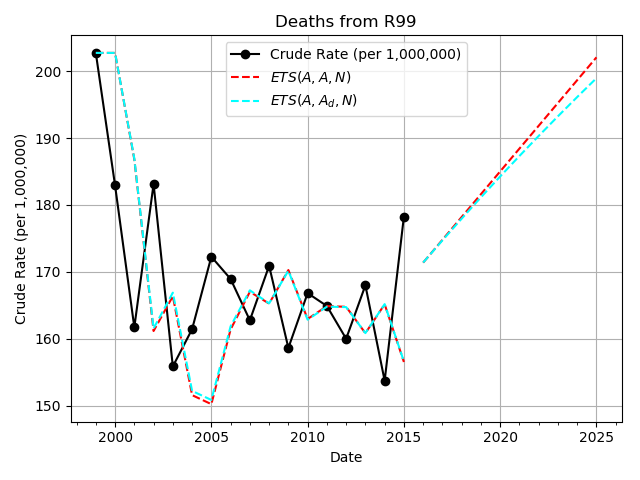 Deaths from R99
Crude Rate (per 1,000,000)
ETS(A, A, N)
ETS(A, A_d, N)
Crude Rate (per 1,000,000)
200
190
180
170
160
150
2000 2005 2010 2015 2020 2025
Date